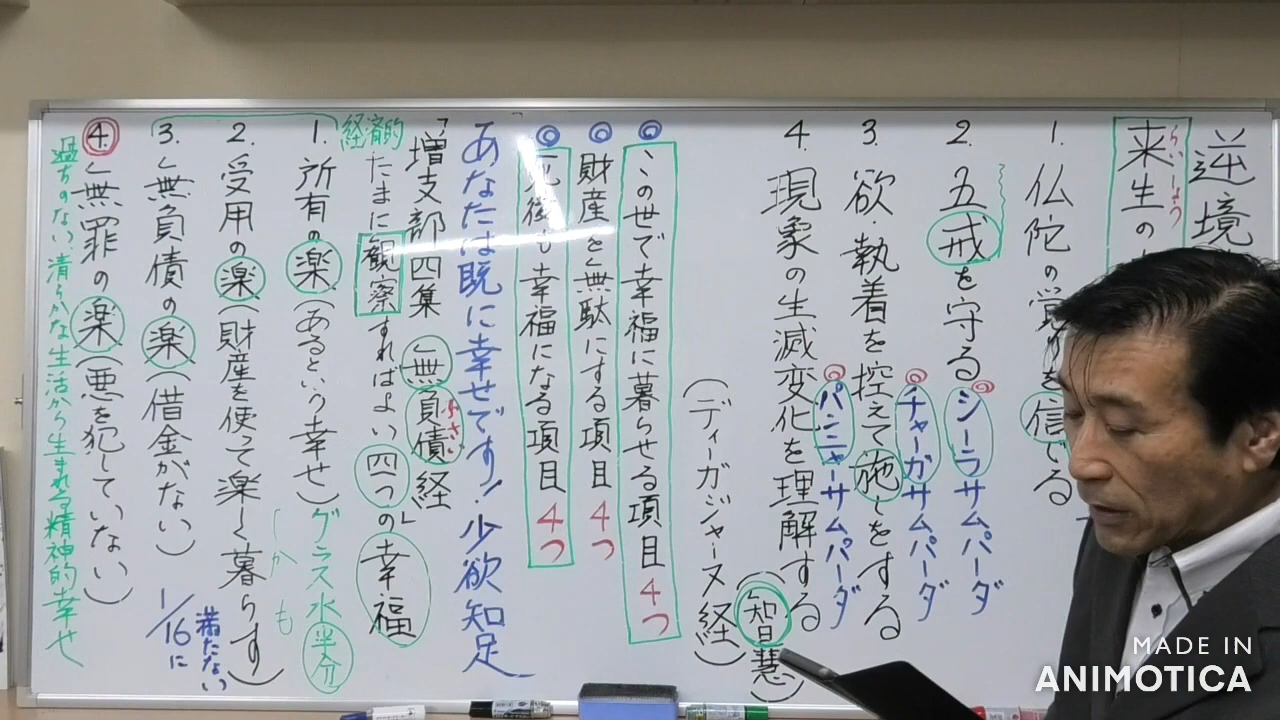 逆境
来生の
らいしょう
1. 仏陀の覚りを信じる
2. 五戒を守る
シーラサムパーダ
3. 欲・執着を控えて施しをする
チャーガサムパーダ
4. 現象の生滅変化を理解する
パンニャーサムパーダ
(智慧)
(ディーガジャーヌ経)
◎この世で幸福に暮らせる項目 4つ
◎財産を無駄にする項目 4つ
◎死後も幸福になる項目 4つ
あなたは既に幸せです! 少欲知足
「増支部四集 無負債経」
ふさい
たまに観察すればよい四つの幸福
経済的
1. 所有の楽(あるという幸せ)
グラス水半分
しかも
2. 受用の楽(財産を使って楽しく暮らす)
3. 無負債の楽(借金がない)
1/16に
満たない
4. 無罪の楽(悪を犯していない)
過ちのない清らかな生活から生まれる精神的幸せ
MADE IN
ANIMOTICA